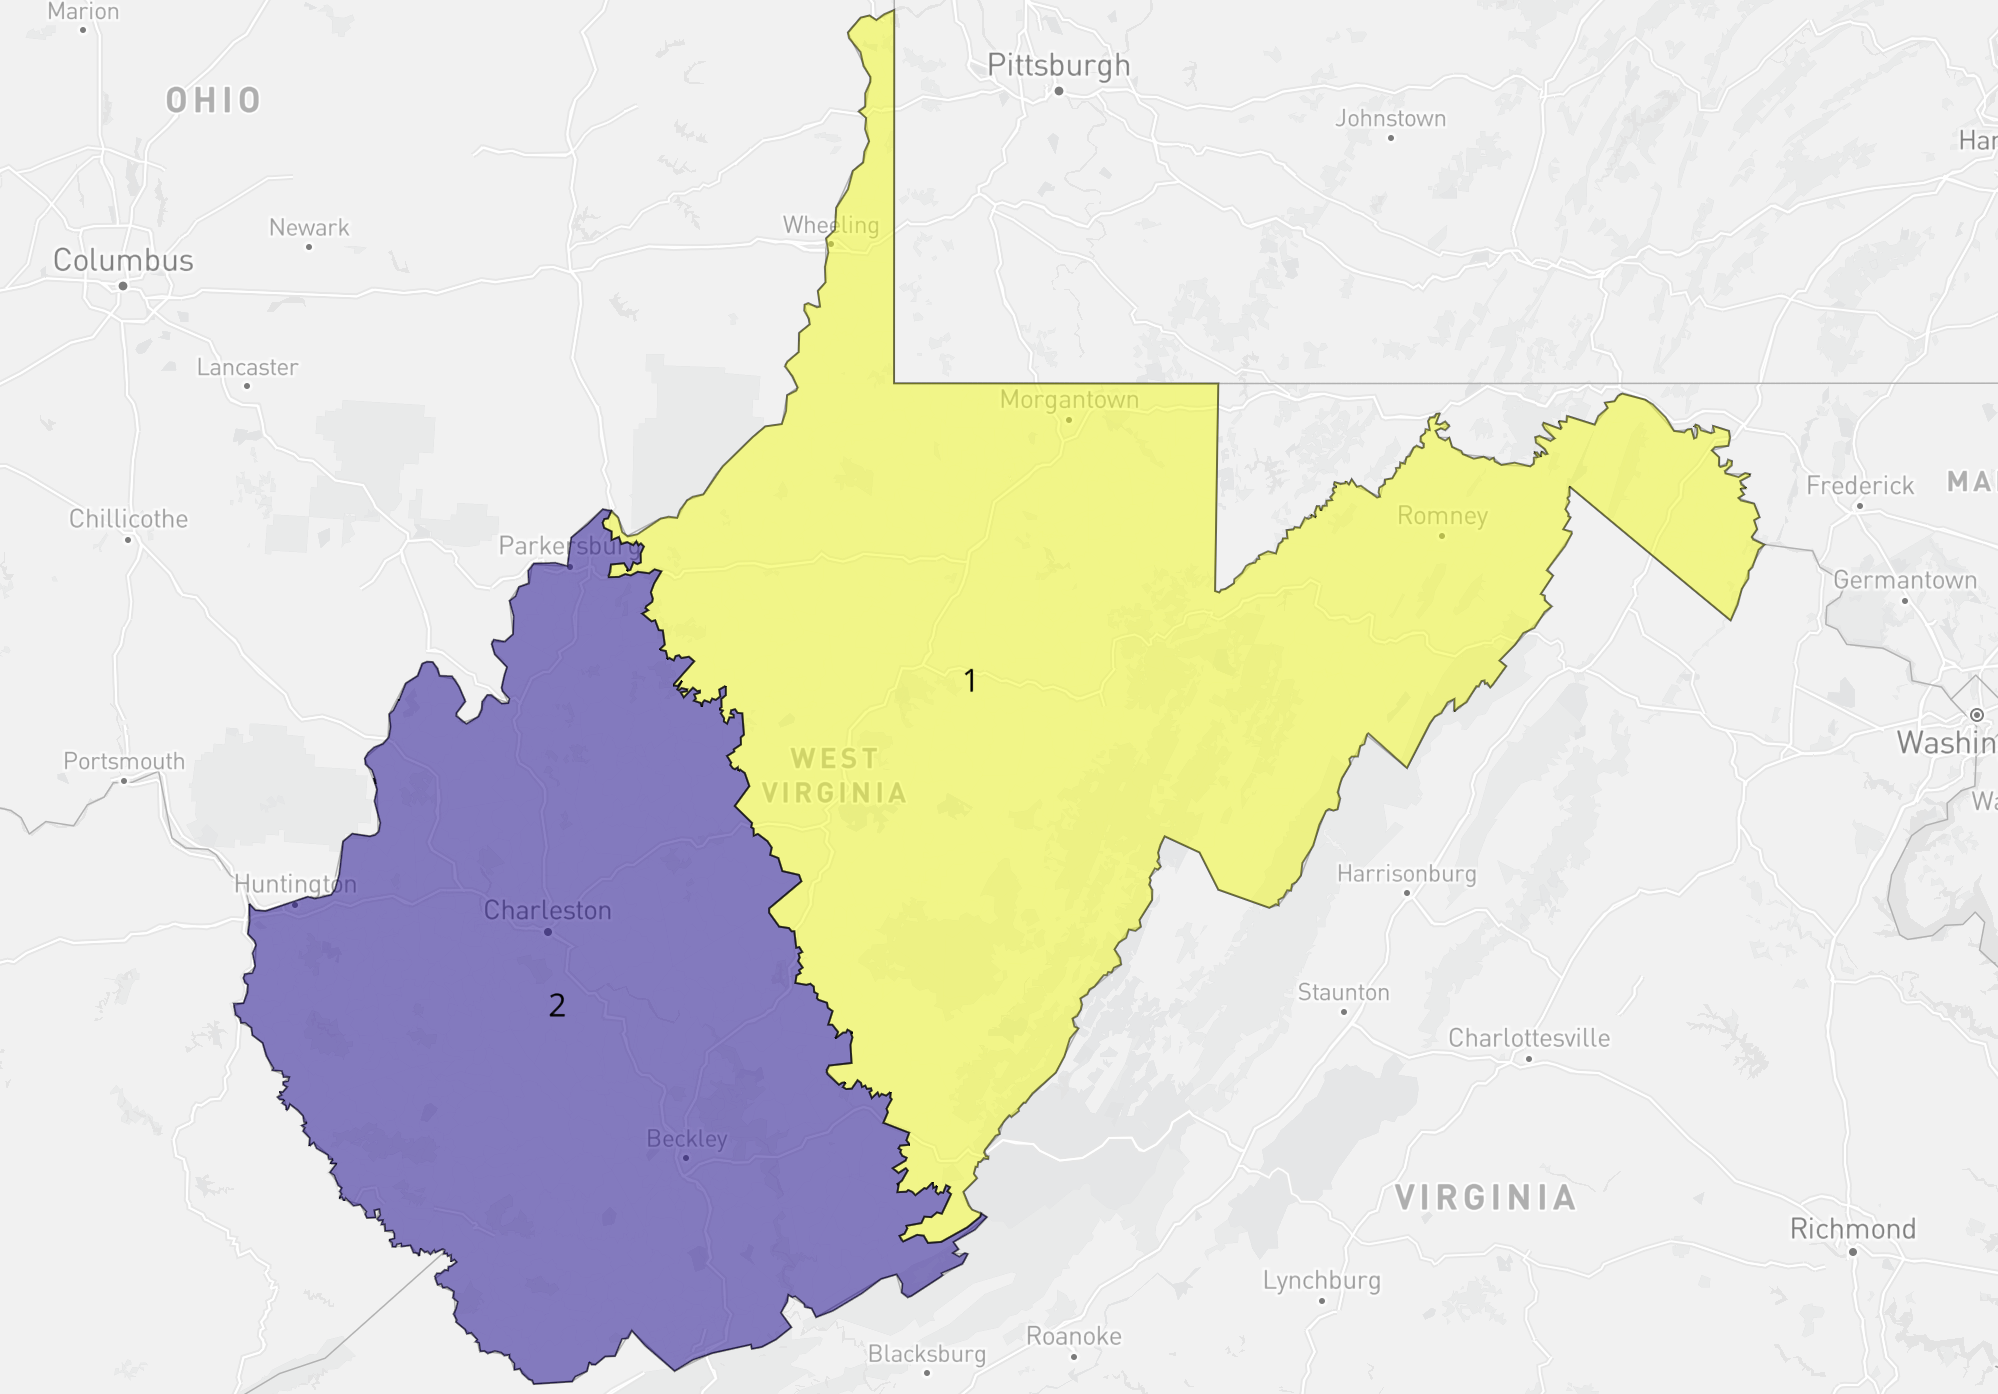 Marion
Pittsburgh
OHIO
Johnstown
Har
Newark
Wheeling
Columbus
Lancaster
Morgantown
Frederick
MA
Chillicothe
Romney
Parkersburg
Germantown
1
Washin
WEST
VIRGINIA
Portsmouth
Wa
Huntington
Harrisonburg
Charleston
Staunton
2
Charlottesville
Beckley
VIRGINIA
Richmond
Lynchburg
Roanoke
Blacksburg